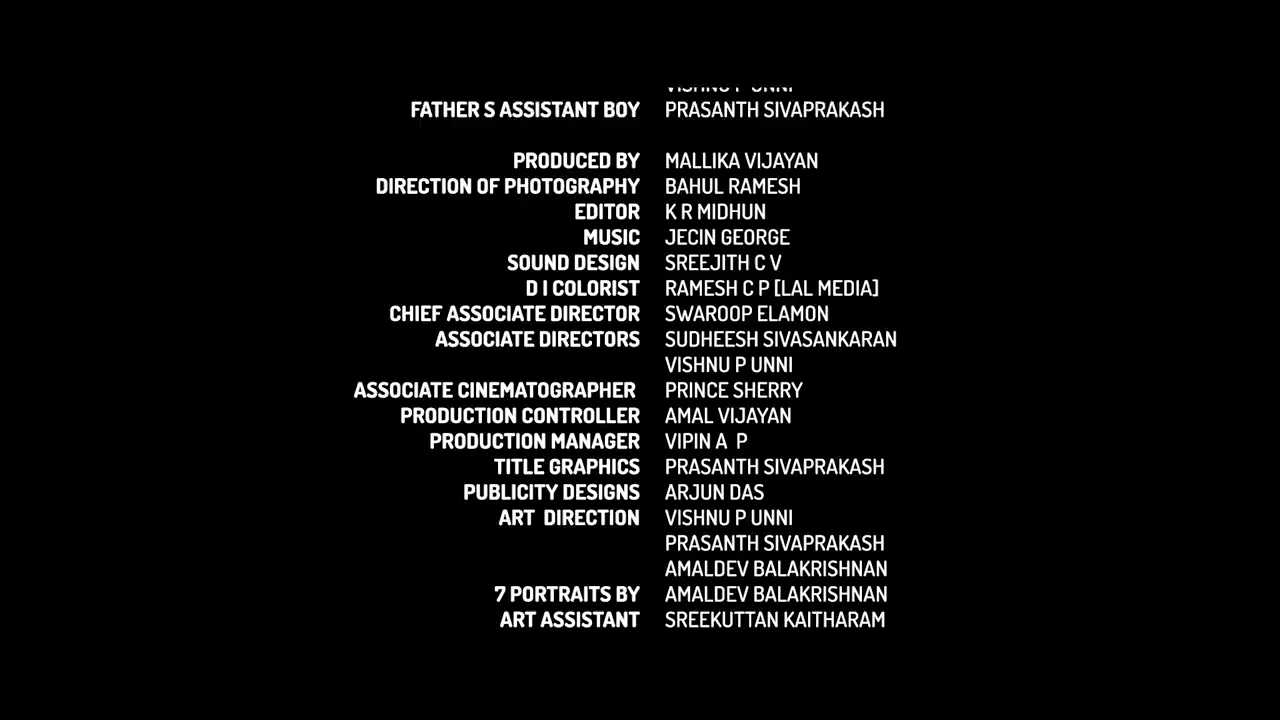 VISHNU P UNNI
FATHER S ASSISTANT BOY PRASANTH SIVAPRAKASH
PRODUCED BY MALLIKA VIJAYAN
DIRECTION OF PHOTOGRAPHY BAHUL RAMESH
EDITOR K R MIDHUN
MUSIC JECIN GEORGE
SOUND DESIGN SREEJITH C V
D I COLORIST RAMESH C P [LAL MEDIA]
CHIEF ASSOCIATE DIRECTOR SWAROOP ELAMON
ASSOCIATE DIRECTORS SUDHEESH SIVASANKARAN
VISHNU P UNNI
ASSOCIATE CINEMATOGRAPHER PRINCE SHERRY
PRODUCTION CONTROLLER AMAL VIJAYAN
PRODUCTION MANAGER VIPIN A P
TITLE GRAPHICS PRASANTH SIVAPRAKASH
PUBLICITY DESIGNS ARJUN DAS
ART DIRECTION VISHNU P UNNI
PRASANTH SIVAPRAKASH
AMALDEV BALAKRISHNAN
7 PORTRAITS BY AMALDEV BALAKRISHNAN
ART ASSISTANT SREEKUTTAN KAITHARAM